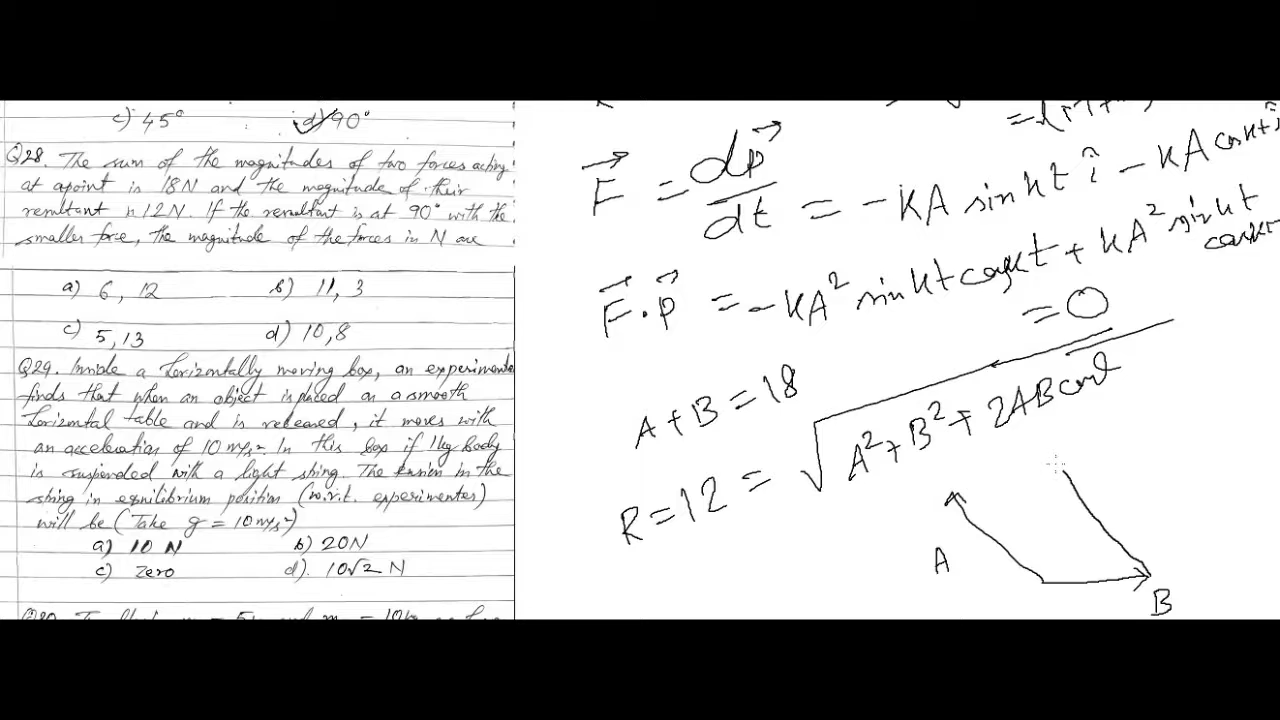 c) 45° d) 90°
Q28. The sum of the magnitudes of two forces acting
at a point is 18N and the magnitude of their
resultant is 12N. If the resultant is at 90° with the
smaller force, the magnitude of the forces in N are
a) 6, 12 b) 11, 3
c) 5, 13 d) 10, 8
Q29. Inside a horizontally moving box, an experimenter
finds that when an object is placed on a smooth
horizontal table and is released, it moves with
an acceleration of 10 m/s². In this box if 1kg body
is suspended with a light string. The tension in the
string in equilibrium position (w.r.t. experimenter)
will be (Take g = 10 m/s²)
a) 10 N b) 20N
c) zero d). 10√2 N
F⃗ = dp⃗/dt = -KA sin kt î - KA cos kt ĵ
F⃗.p⃗ = -KA² sin kt cos kt + KA² sin kt cos kt
= 0
A + B = 18
R = 12 = √A² + B² + 2AB cos α
A
B